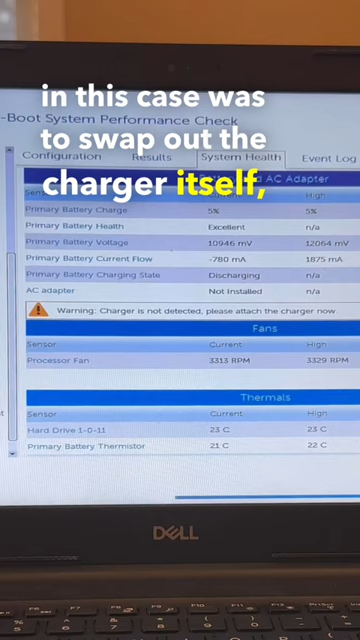 in this case was
to swap out the
charger itself,
-Boot System Performance Check
Configuration Results System Health Event Log
AC Adapter
High
Primary Battery Charge 5% 5%
Primary Battery Health Excellent n/a
Primary Battery Voltage 10946 mV 12064 mV
Primary Battery Current Flow -780 mA 1875 mA
Primary Battery Charging State Discharging n/a
AC adapter Not Installed n/a
Warning: Charger is not detected, please attach the charger now.
Fans
Sensor Current High
Processor Fan 3313 RPM 3329 RPM
Thermals
Sensor Current High
Hard Drive 1-0-11 23 C 23 C
Primary Battery Thermistor 21 C 22 C
DELL